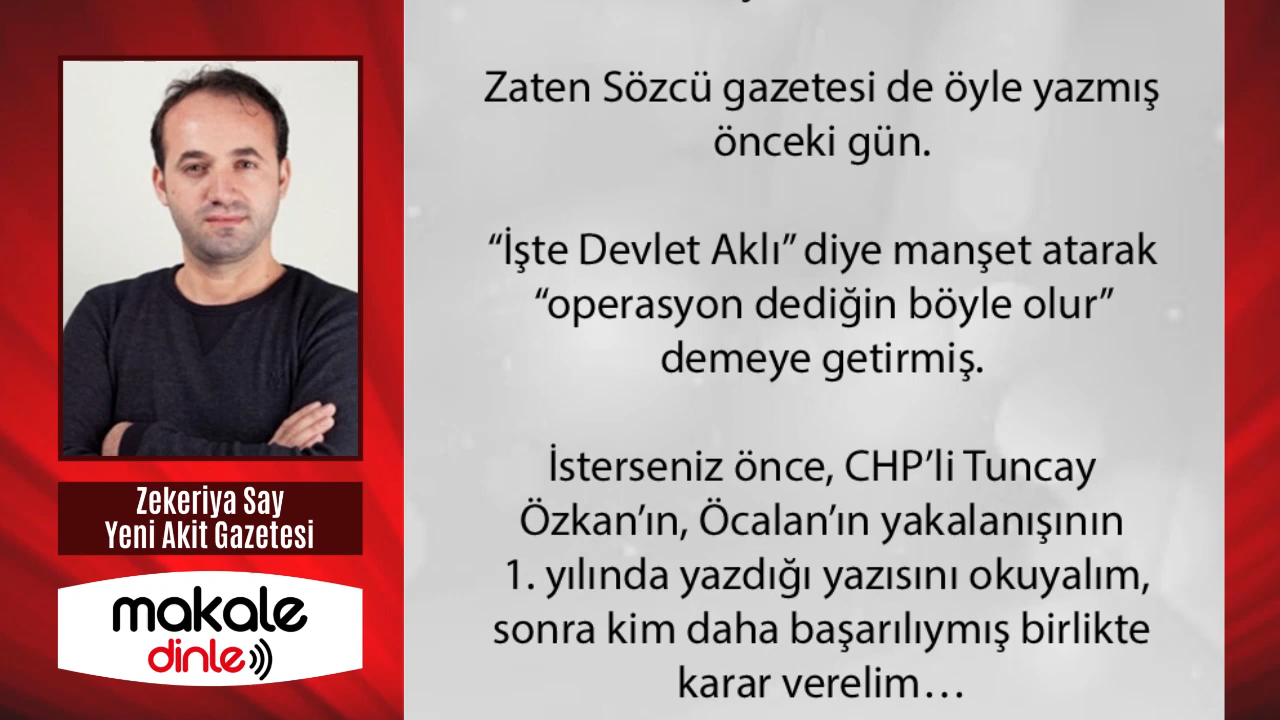 Zaten Sözcü gazetesi de öyle yazmış
önceki gün.
“İşte Devlet Aklı” diye manşet atarak
“operasyon dediğin böyle olur”
demeye getirmiş.
İsterseniz önce, CHP’li Tuncay
Özkan’ın, Öcalan’ın yakalanışının
1. yılında yazdığı yazısını okuyalım,
sonra kim daha başarılıymış birlikte
karar verelim…
Zekeriya Say
Yeni Akit Gazetesi
makale
dinle